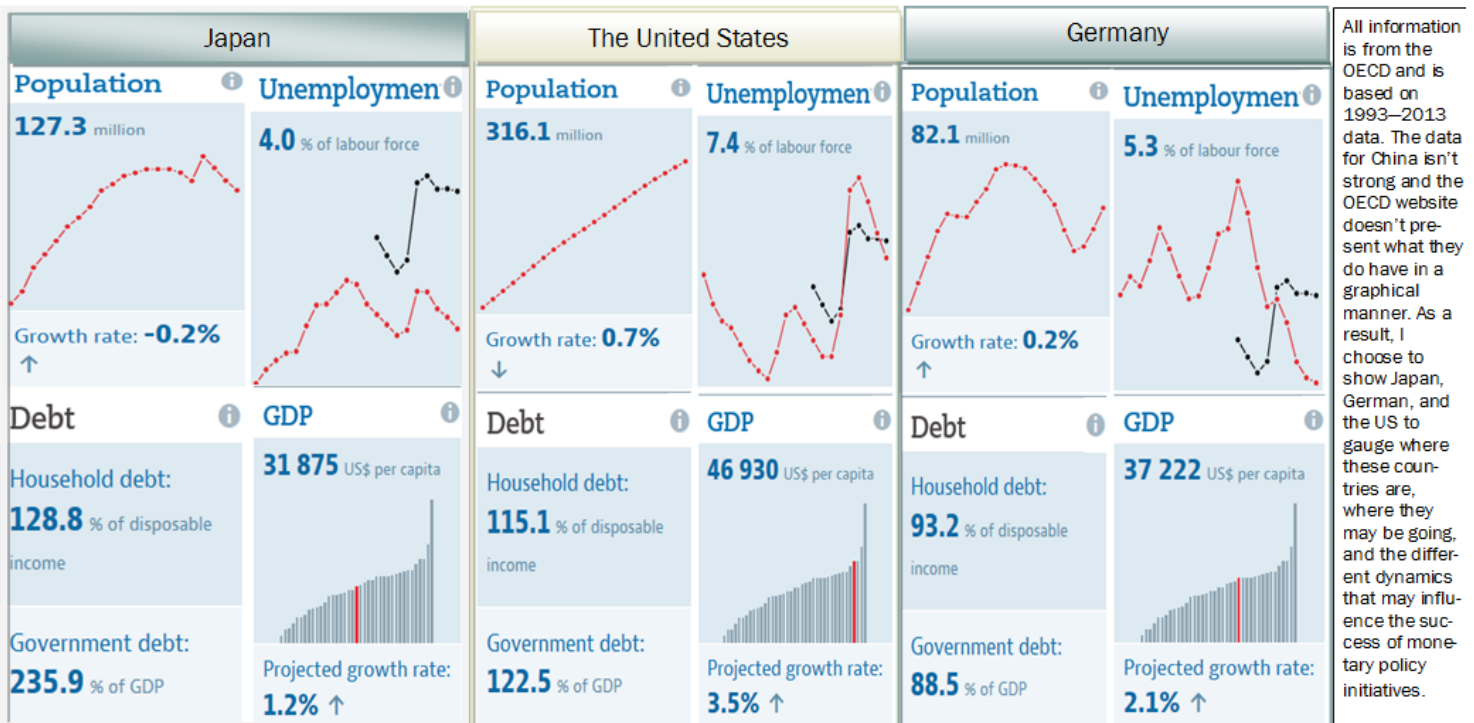 Japan
Population
127.3 million
Growth rate: -0.2%
↑
Unemploymen
4.0 % of labour force
Debt
Household debt:
128.8 % of disposable
income
Government debt:
235.9 % of GDP
GDP
31 875 US$ per capita
Projected growth rate:
1.2% ↑
The United States
Population
316.1 million
Growth rate: 0.7%
↓
Unemploymen
7.4 % of labour force
Debt
Household debt:
115.1 % of disposable
income
Government debt:
122.5 % of GDP
GDP
46 930 US$ per capita
Projected growth rate:
3.5% ↑
Germany
Population
82.1 million
Growth rate: 0.2%
↑
Unemploymen
5.3 % of labour force
Debt
Household debt:
93.2 % of disposable
income
Government debt:
88.5 % of GDP
GDP
37 222 US$ per capita
Projected growth rate:
2.1% ↑
All information
is from the
OECD and is
based on
1993—2013
data. The data
for China isn't
strong and the
OECD website
doesn't pre-
sent what they
do have in a
graphical
manner. As a
result, I
choose to
show Japan,
German, and
the US to
gauge where
these coun-
tries are,
where they
may be going,
and the differ-
ent dynamics
that may influ-
ence the suc-
cess of mone-
tary policy
initiatives.